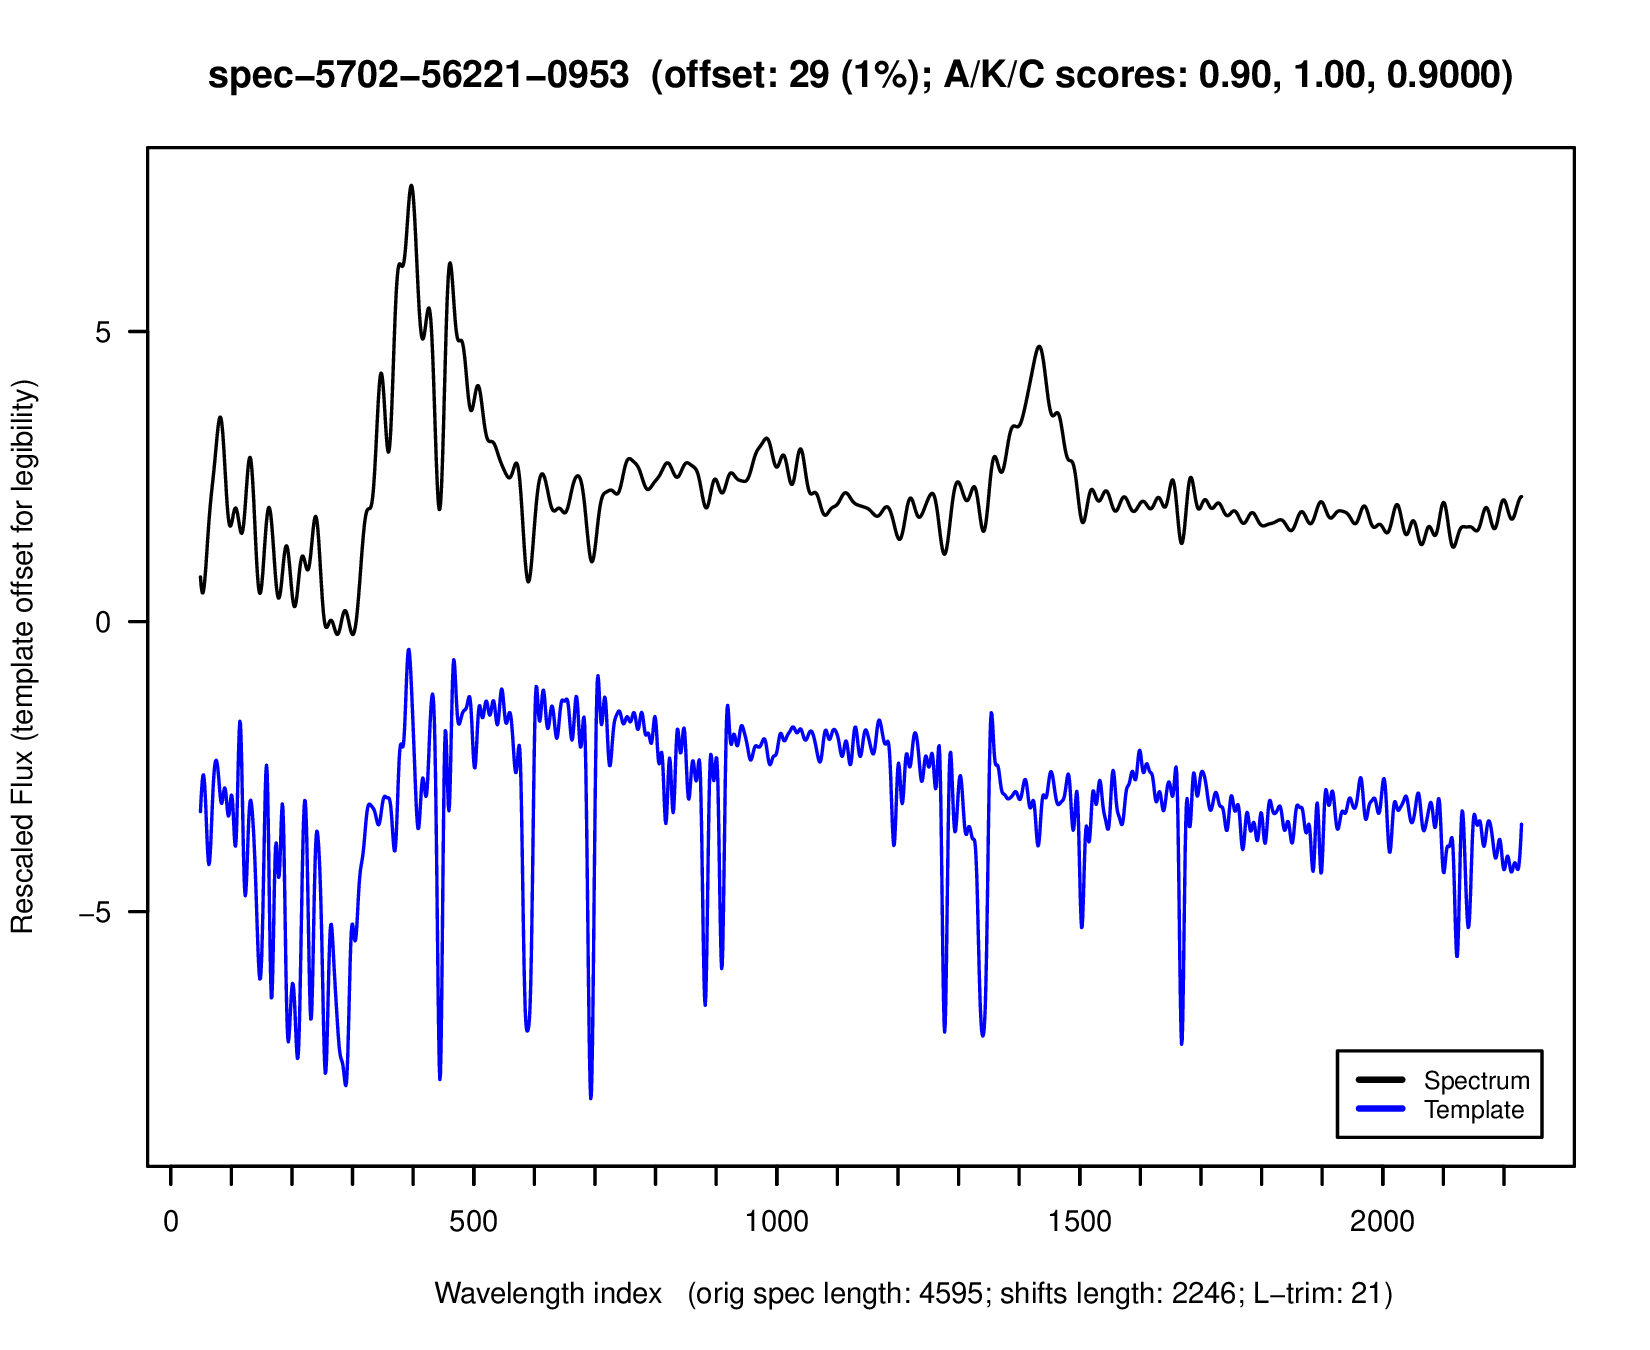 spec−5702−56221−0953  (offset: 29 (1%); A/K/C scores: 0.90, 1.00, 0.9000)
Rescaled Flux (template offset for legibility)
5
0
−5
Spectrum
Template
0
500
1000
1500
2000
Wavelength index   (orig spec length: 4595; shifts length: 2246; L−trim: 21)